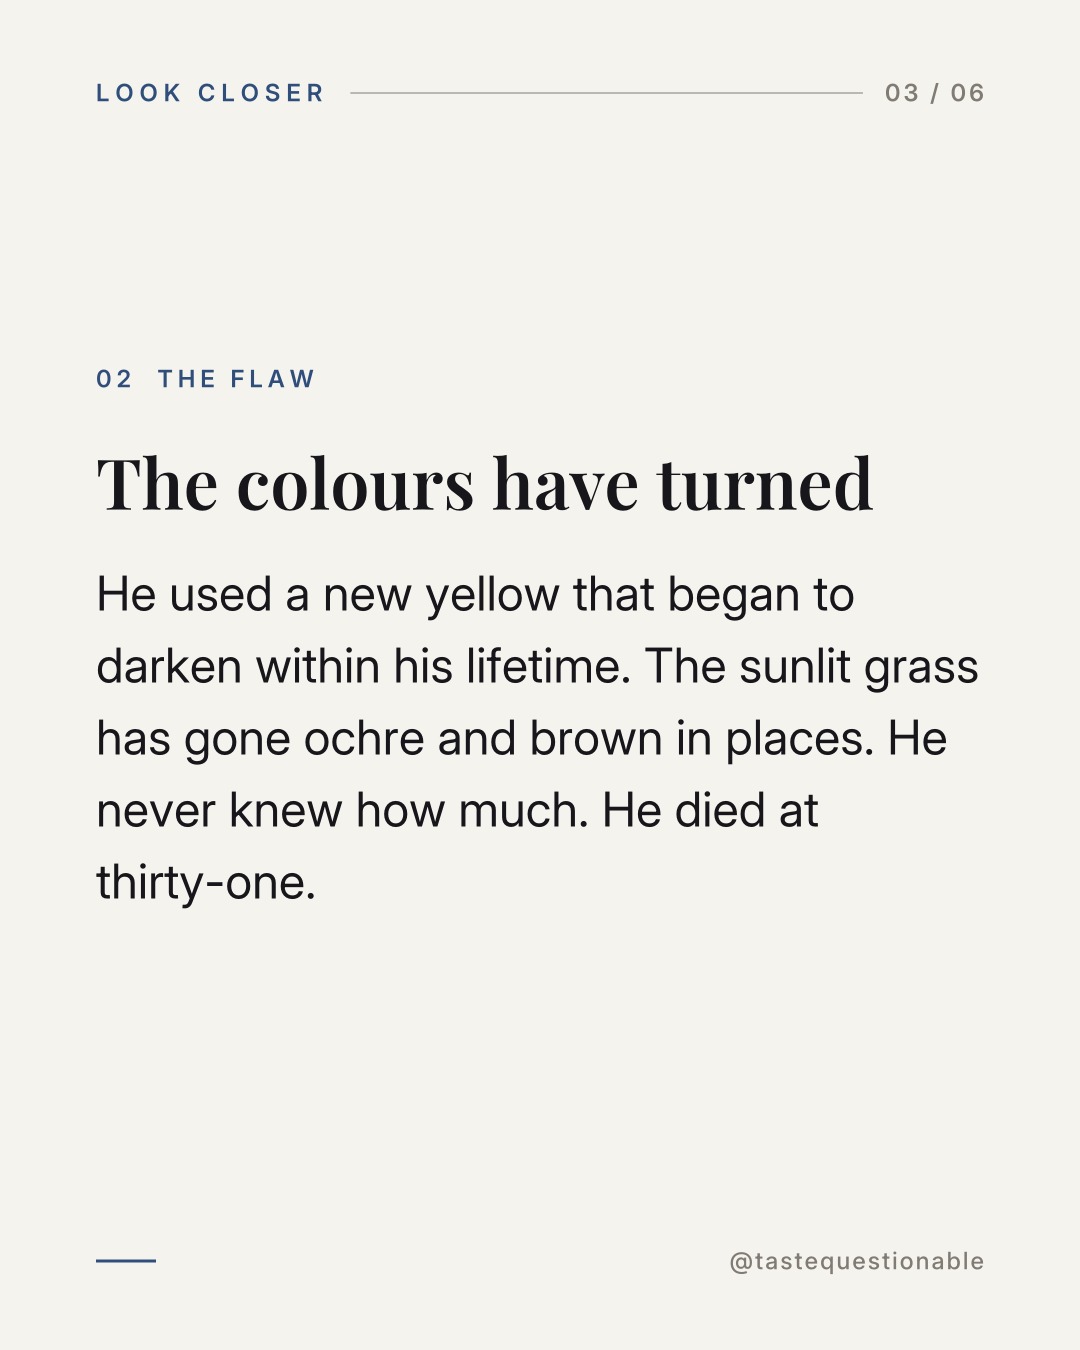 LOOK CLOSER 03 / 06
02 THE FLAW
The colours have turned
He used a new yellow that began to
darken within his lifetime. The sunlit grass
has gone ochre and brown in places. He
never knew how much. He died at
thirty-one.
@tastequestionable